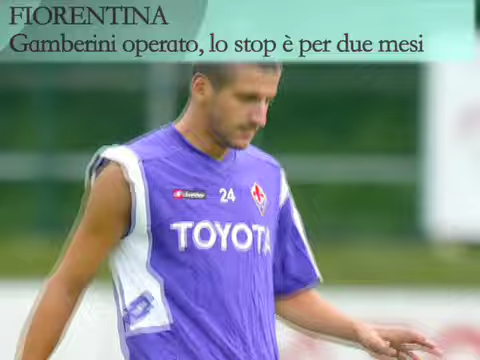 FIORENTINA
Gamberini operato, lo stop è per due mesi
lotto 24
TOYOTA